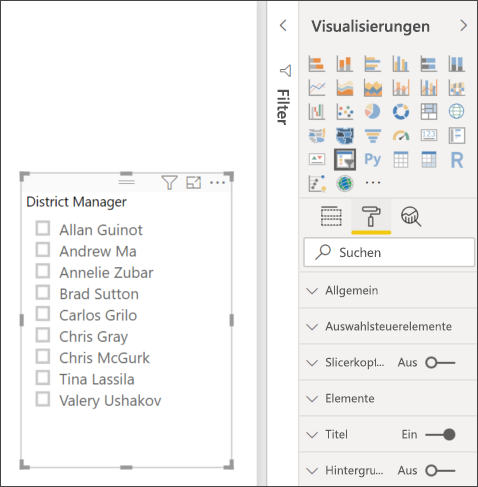 District Manager
Allan Guinot
Andrew Ma
Annelie Zubar
Brad Sutton
Carlos Grilo
Chris Gray
Chris McGurk
Tina Lassila
Valery Ushakov
Filter
Visualisierungen
123
Py
R
Suchen
Allgemein
Auswahlsteuerelemente
Slicerkopf... Aus
Elemente
Titel Ein
Hintergru... Aus